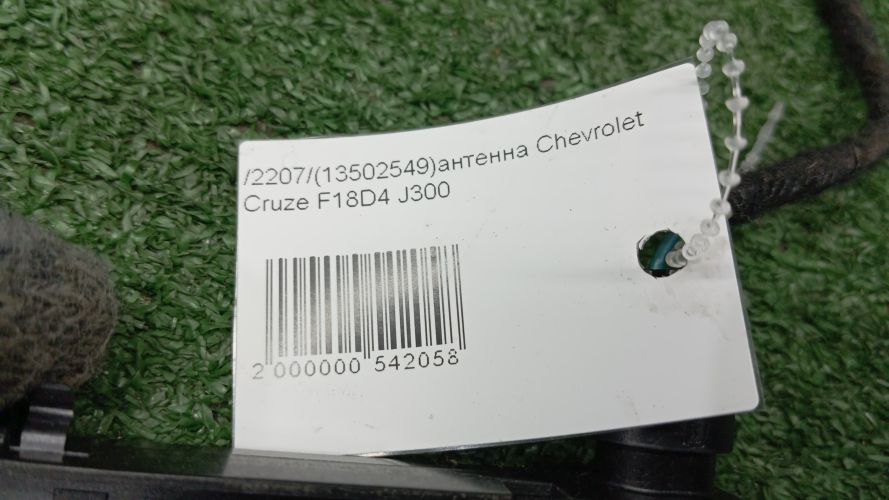 /2207/(13502549)антенна Chevrolet
Cruze F18D4 J300
2 000000 542058